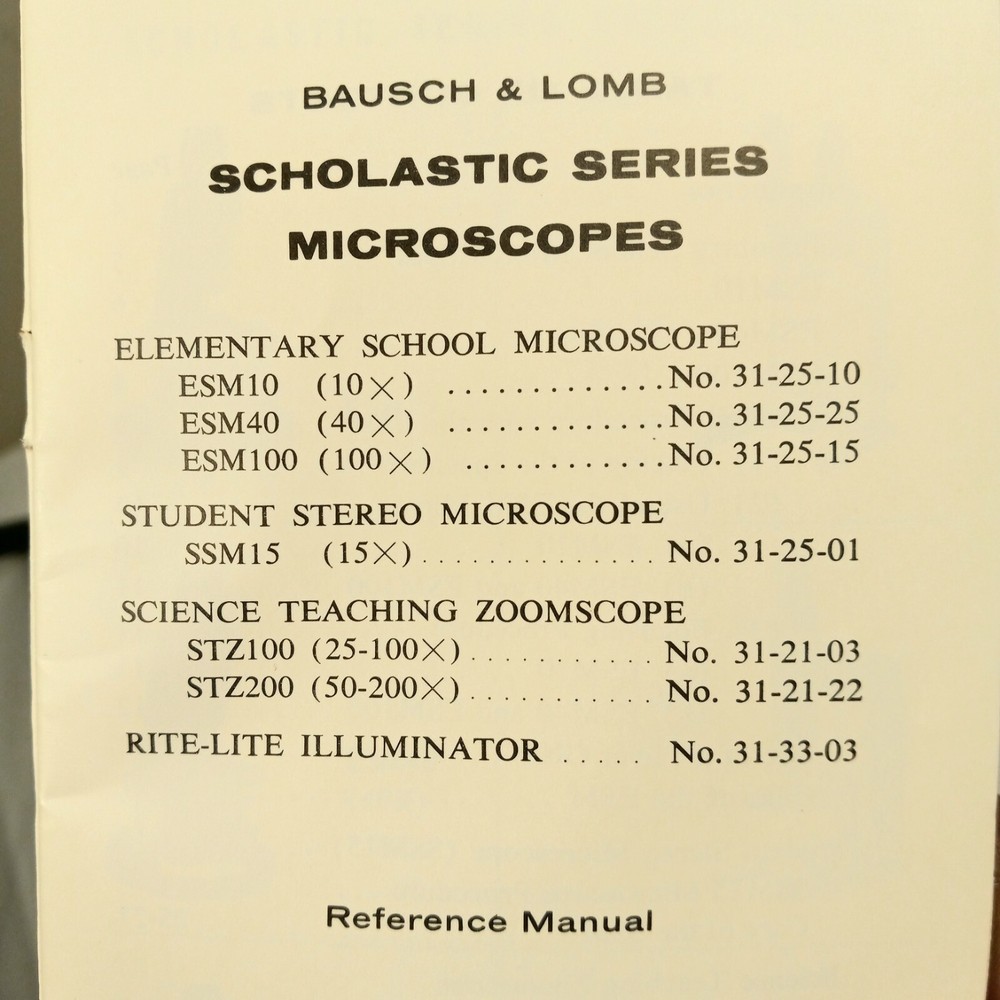 BAUSCH & LOMB
SCHOLASTIC SERIES
MICROSCOPES
ELEMENTARY SCHOOL MICROSCOPE
ESM10 (10×) .............No. 31-25-10
ESM40 (40×) .............No. 31-25-25
ESM100 (100×) ............No. 31-25-15
STUDENT STEREO MICROSCOPE
SSM15 (15×).............. No. 31-25-01
SCIENCE TEACHING ZOOMSCOPE
STZ100 (25-100×)........... No. 31-21-03
STZ200 (50-200×)........... No. 31-21-22
RITE-LITE ILLUMINATOR ..... No. 31-33-03
Reference Manual